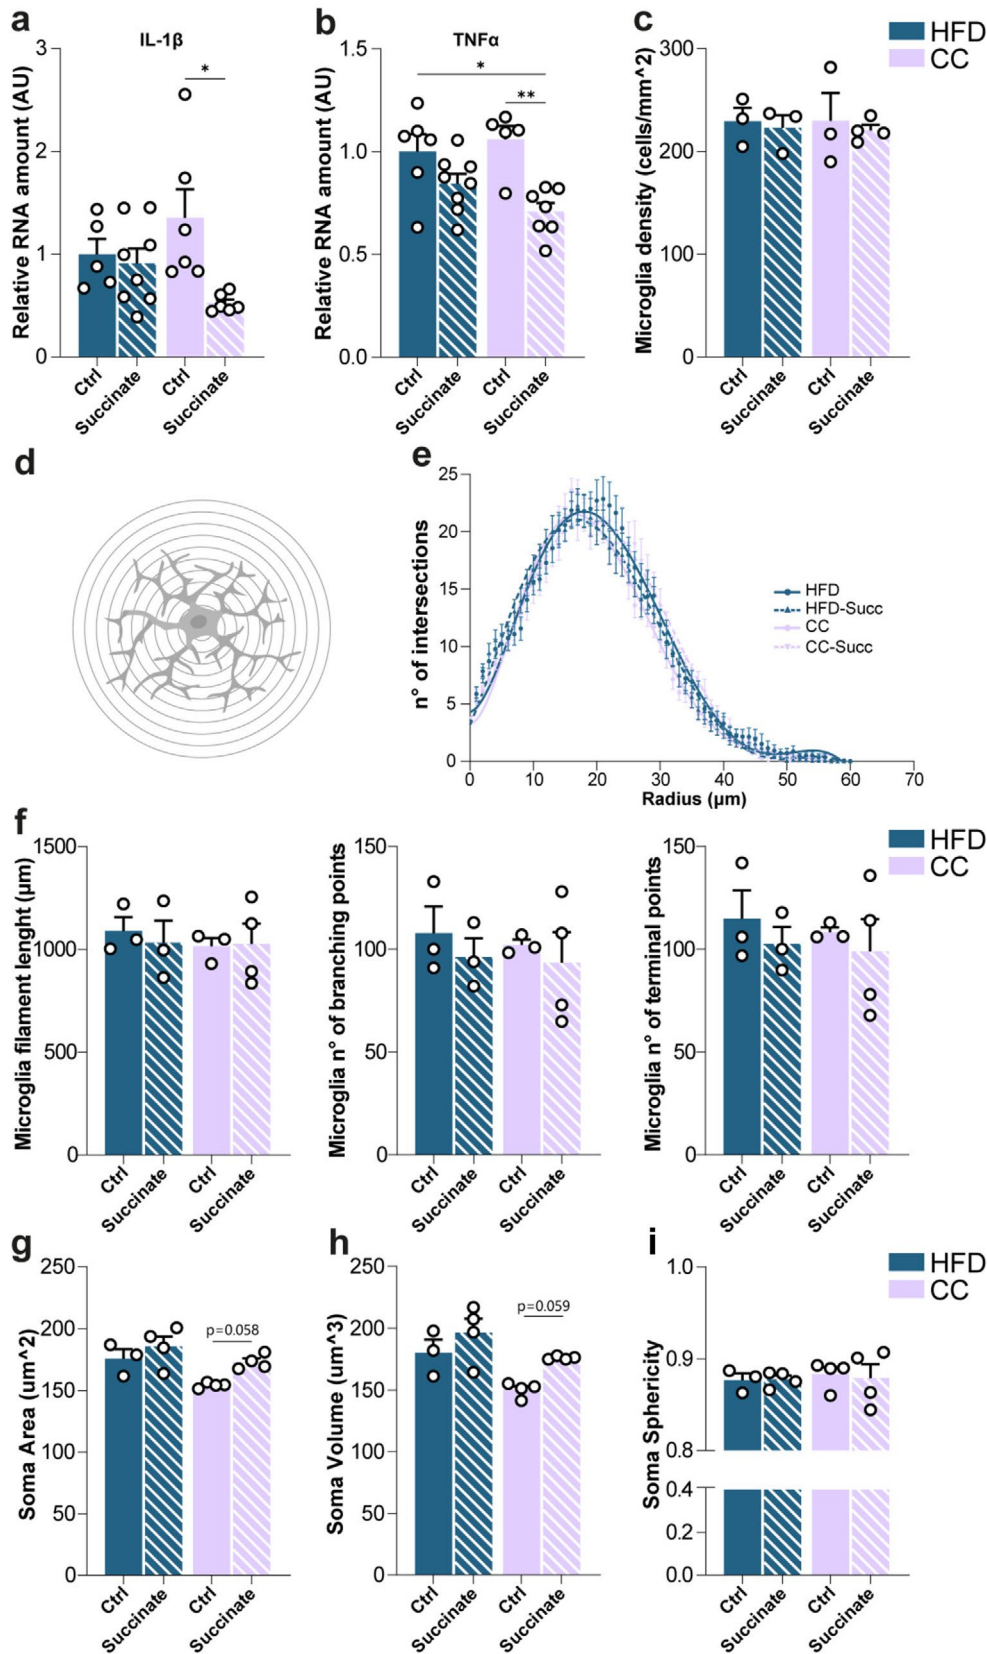 a
IL-1β
Relative RNA amount (AU)
3
2
1
0
*
Ctrl
Succinate
Ctrl
Succinate
b
TNFα
Relative RNA amount (AU)
1.5
1.0
0.5
0.0
*
**
Ctrl
Succinate
Ctrl
Succinate
c
HFD
CC
Microglia density (cells/mm^2)
300
200
100
0
Ctrl
Succinate
Ctrl
Succinate
d
e
n° of intersections
25
20
15
10
5
0
0 10 20 30 40 50 60 70
Radius (µm)
HFD
HFD-Succ
CC
CC-Succ
f
Microglia filament lenght (µm)
1500
1000
500
0
Ctrl
Succinate
Ctrl
Succinate
Microglia n° of branching points
150
100
50
0
Ctrl
Succinate
Ctrl
Succinate
Microglia n° of terminal points
150
100
50
0
Ctrl
Succinate
Ctrl
Succinate
HFD
CC
g
Soma Area (um^2)
250
200
150
100
50
0
p=0.058
Ctrl
Succinate
Ctrl
Succinate
h
Soma Volume (um^3)
250
200
150
100
50
0
p=0.059
Ctrl
Succinate
Ctrl
Succinate
i
Soma Sphericity
1.0
0.9
0.8
0.4
0.2
0.0
Ctrl
Succinate
Ctrl
Succinate
HFD
CC